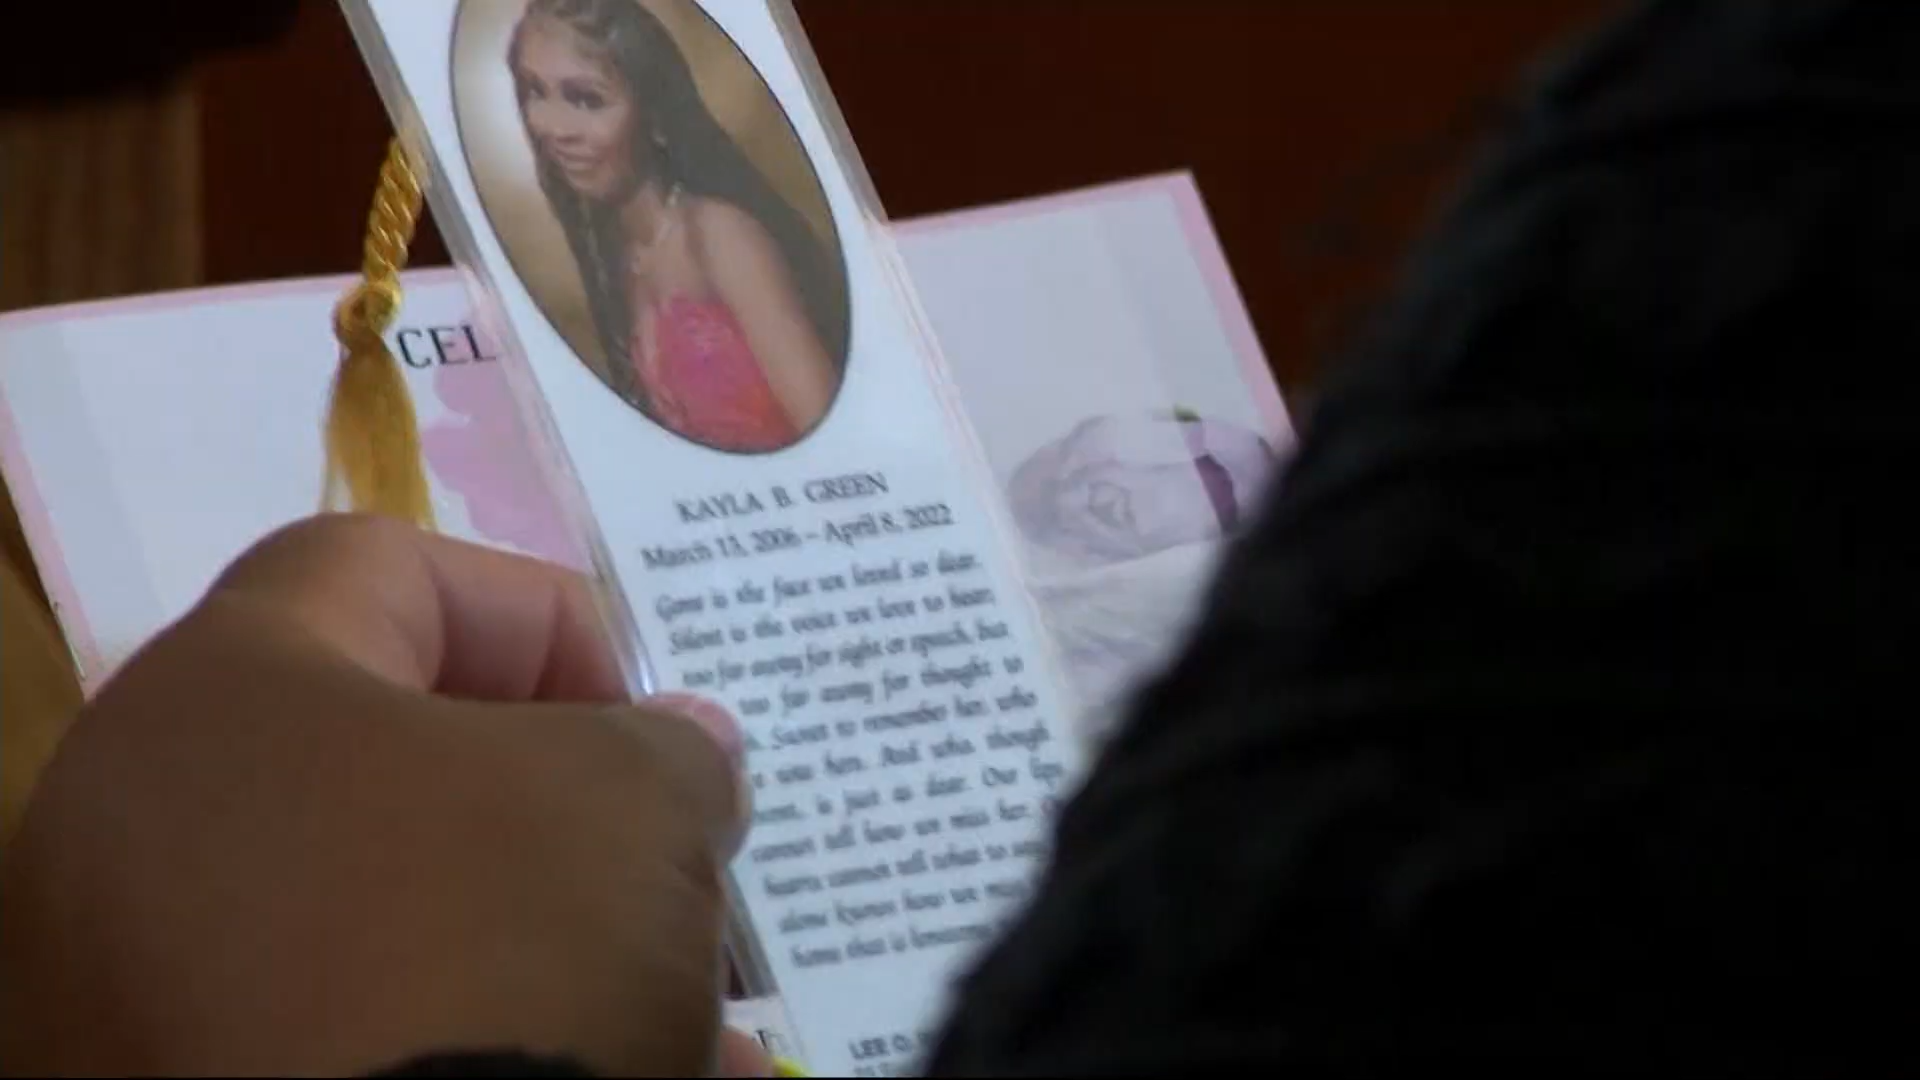 CEL
KAYLA B. GREEN
March 13, 2006 – April 8, 2022
Gone is the face we loved so dear.
Silent is the voice we love to hear,
too far away for sight or speech, but
too far away for thought to
Sweet to remember her, who
was here. And who though
is just as dear. Our lips
cannot tell how we miss her.
hearts cannot tell what to say
alone knows how we miss
home that is
LEE O.